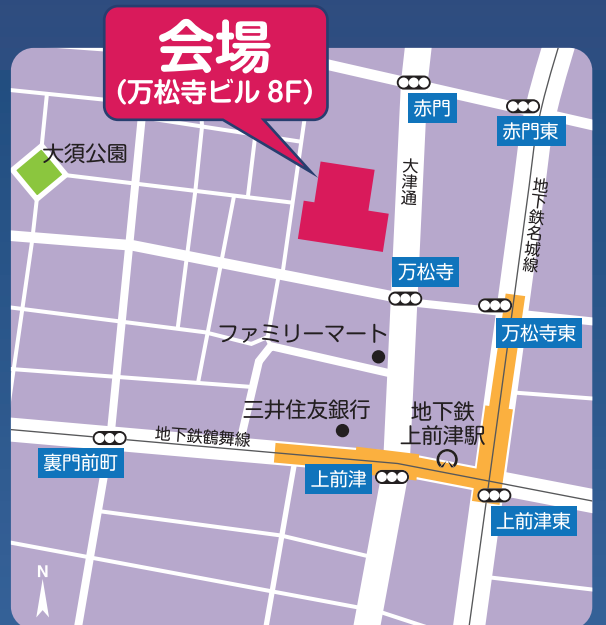 会場
(万松寺ビル 8F)
赤門
赤門東
大須公園
大津通
地下鉄名城線
万松寺
万松寺東
ファミリーマート
三井住友銀行
地下鉄
上前津駅
地下鉄鶴舞線
裏門前町
上前津
上前津東
N